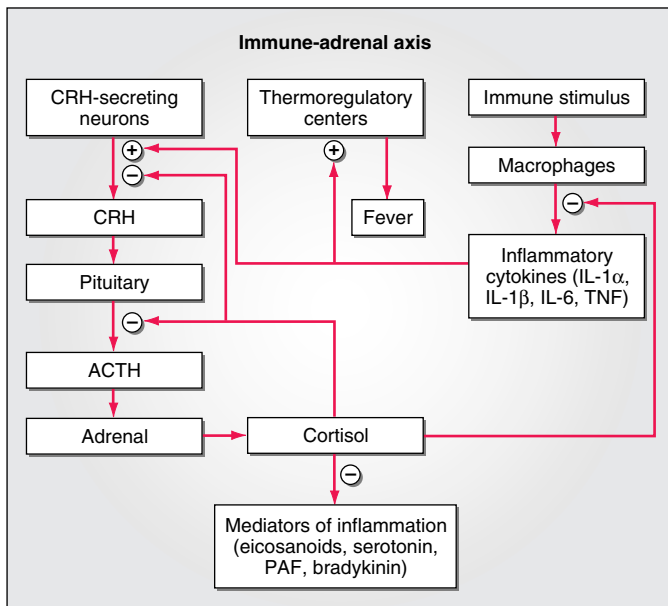 Immune-adrenal axis
CRH-secreting
neurons
Thermoregulatory
centers
Immune stimulus
+
−
+
Macrophages
−
CRH
Fever
Inflammatory
cytokines (IL-1α,
IL-1β, IL-6, TNF)
Pituitary
−
ACTH
Adrenal
Cortisol
−
Mediators of inflammation
(eicosanoids, serotonin,
PAF, bradykinin)